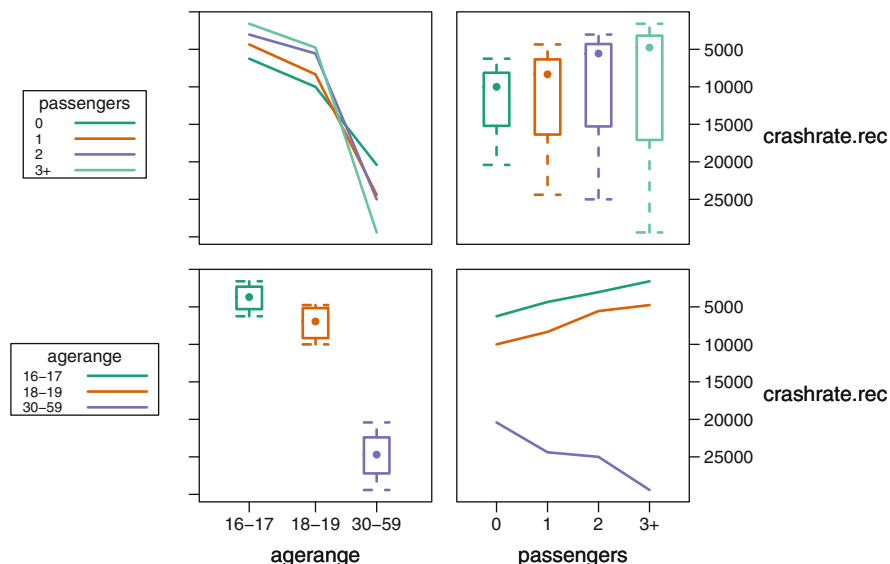 passengers
0
1
2
3+
5000
10000
15000
20000
25000
crashrate.rec
agerange
16–17
18–19
30–59
5000
10000
15000
20000
25000
crashrate.rec
16–17 18–19 30–59
agerange
0 1 2 3+
passengers